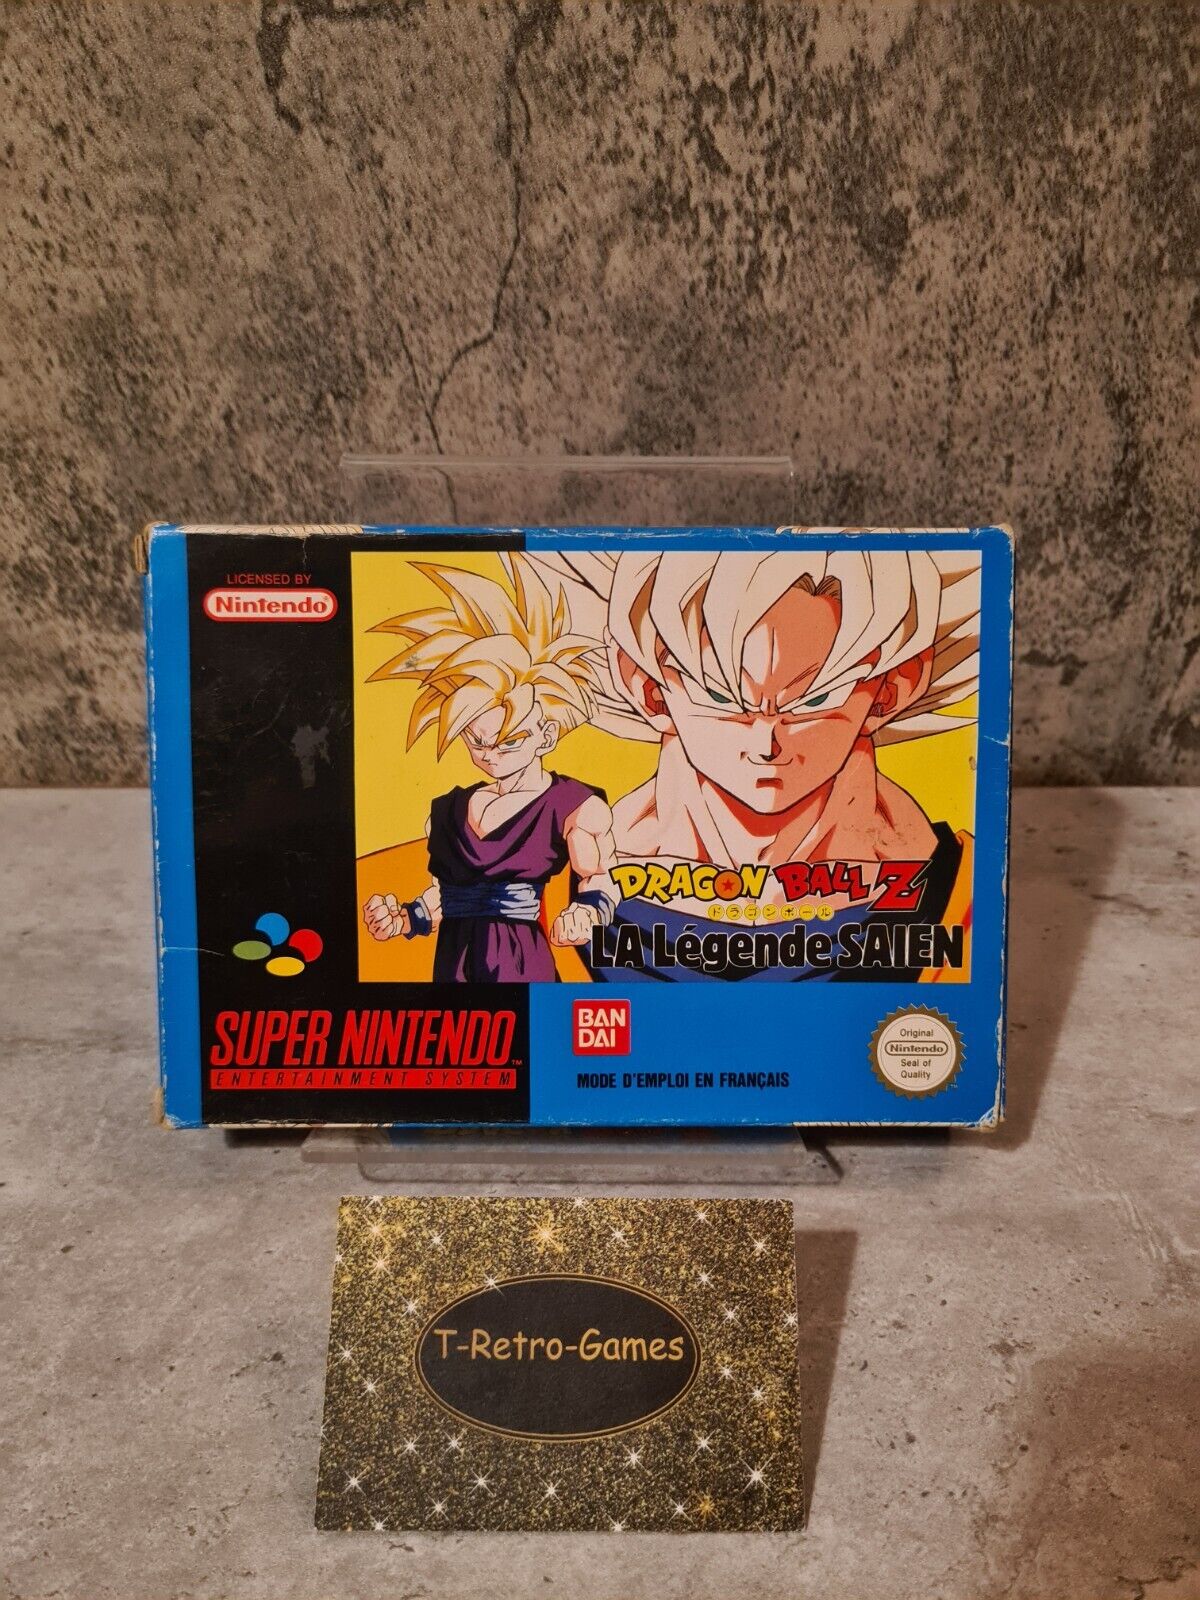 LICENSED BY
Nintendo
DRAGON BALL Z
ドラゴンボール
LA Légende SAIEN
SUPER NINTENDO™
ENTERTAINMENT SYSTEM
BAN
DAI
MODE D'EMPLOI EN FRANÇAIS
Original
Nintendo
Seal of
Quality
T-Retro-Games